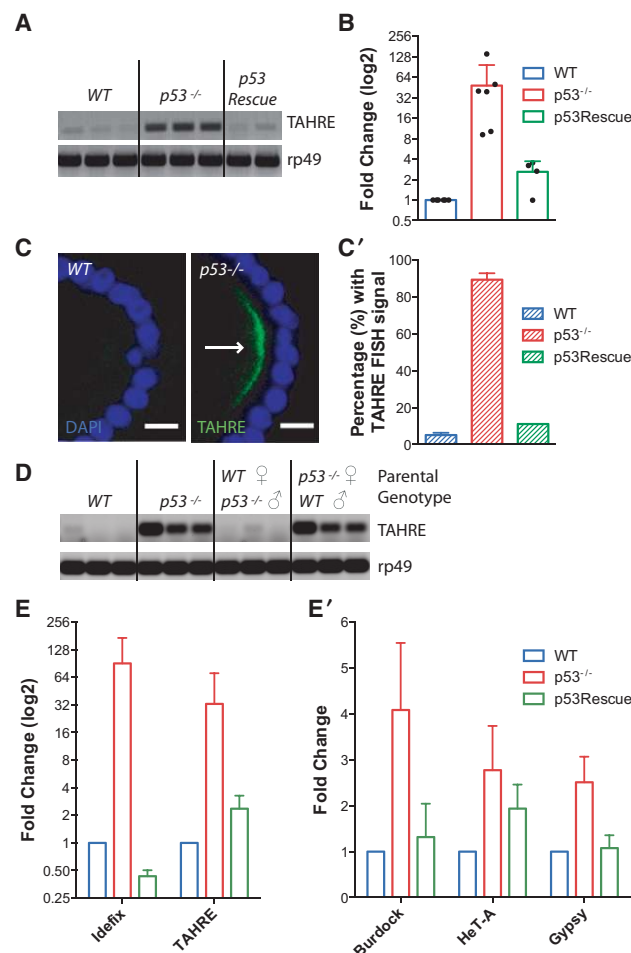 A
WT
p53 -/-
p53
Rescue
TAHRE
rp49
B
Fold Change (log2)
256
128
64
32
16
8
4
2
1
0.5
WT
p53-/-
p53Rescue
C
WT
DAPI
p53-/-
TAHRE
C′
Percentage (%) with
TAHRE FISH signal
100
80
60
40
20
0
WT
p53-/-
p53Rescue
D
WT
p53 -/-
WT ♀
p53-/- ♂
p53-/- ♀
WT ♂
Parental
Genotype
TAHRE
rp49
E
Fold Change (log2)
256
128
64
32
16
8
4
2
1
0.50
0.25
Idefix
TAHRE
E′
Fold Change
6
5
4
3
2
1
0
WT
p53-/-
p53Rescue
Burdock
HeT-A
Gypsy